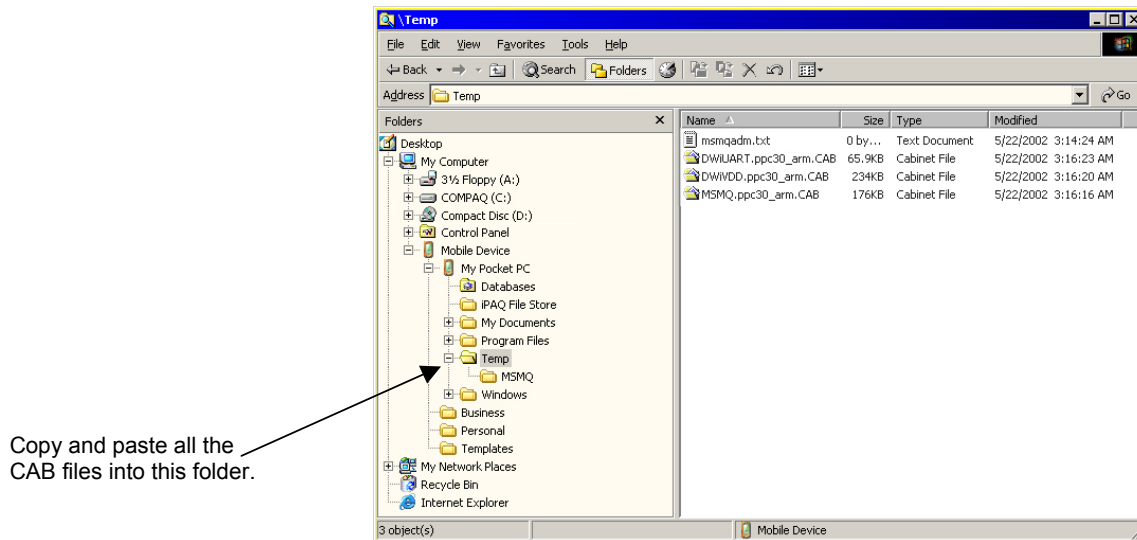 \Temp
File Edit View Favorites Tools Help
Back Search Folders
Address Temp Go
Folders
Name Size Type Modified
msmqadm.txt 0 by... Text Document 5/22/2002 3:14:24 AM
DWiUART.ppc30_arm.CAB 65.9KB Cabinet File 5/22/2002 3:16:23 AM
DWiVDD.ppc30_arm.CAB 234KB Cabinet File 5/22/2002 3:16:20 AM
MSMQ.ppc30_arm.CAB 176KB Cabinet File 5/22/2002 3:16:16 AM
Desktop
My Computer
3½ Floppy (A:)
COMPAQ (C:)
Compact Disc (D:)
Control Panel
Mobile Device
My Pocket PC
Databases
iPAQ File Store
My Documents
Program Files
Temp
MSMQ
Windows
Business
Personal
Templates
My Network Places
Recycle Bin
Internet Explorer
3 object(s) Mobile Device
Copy and paste all the
CAB files into this folder.